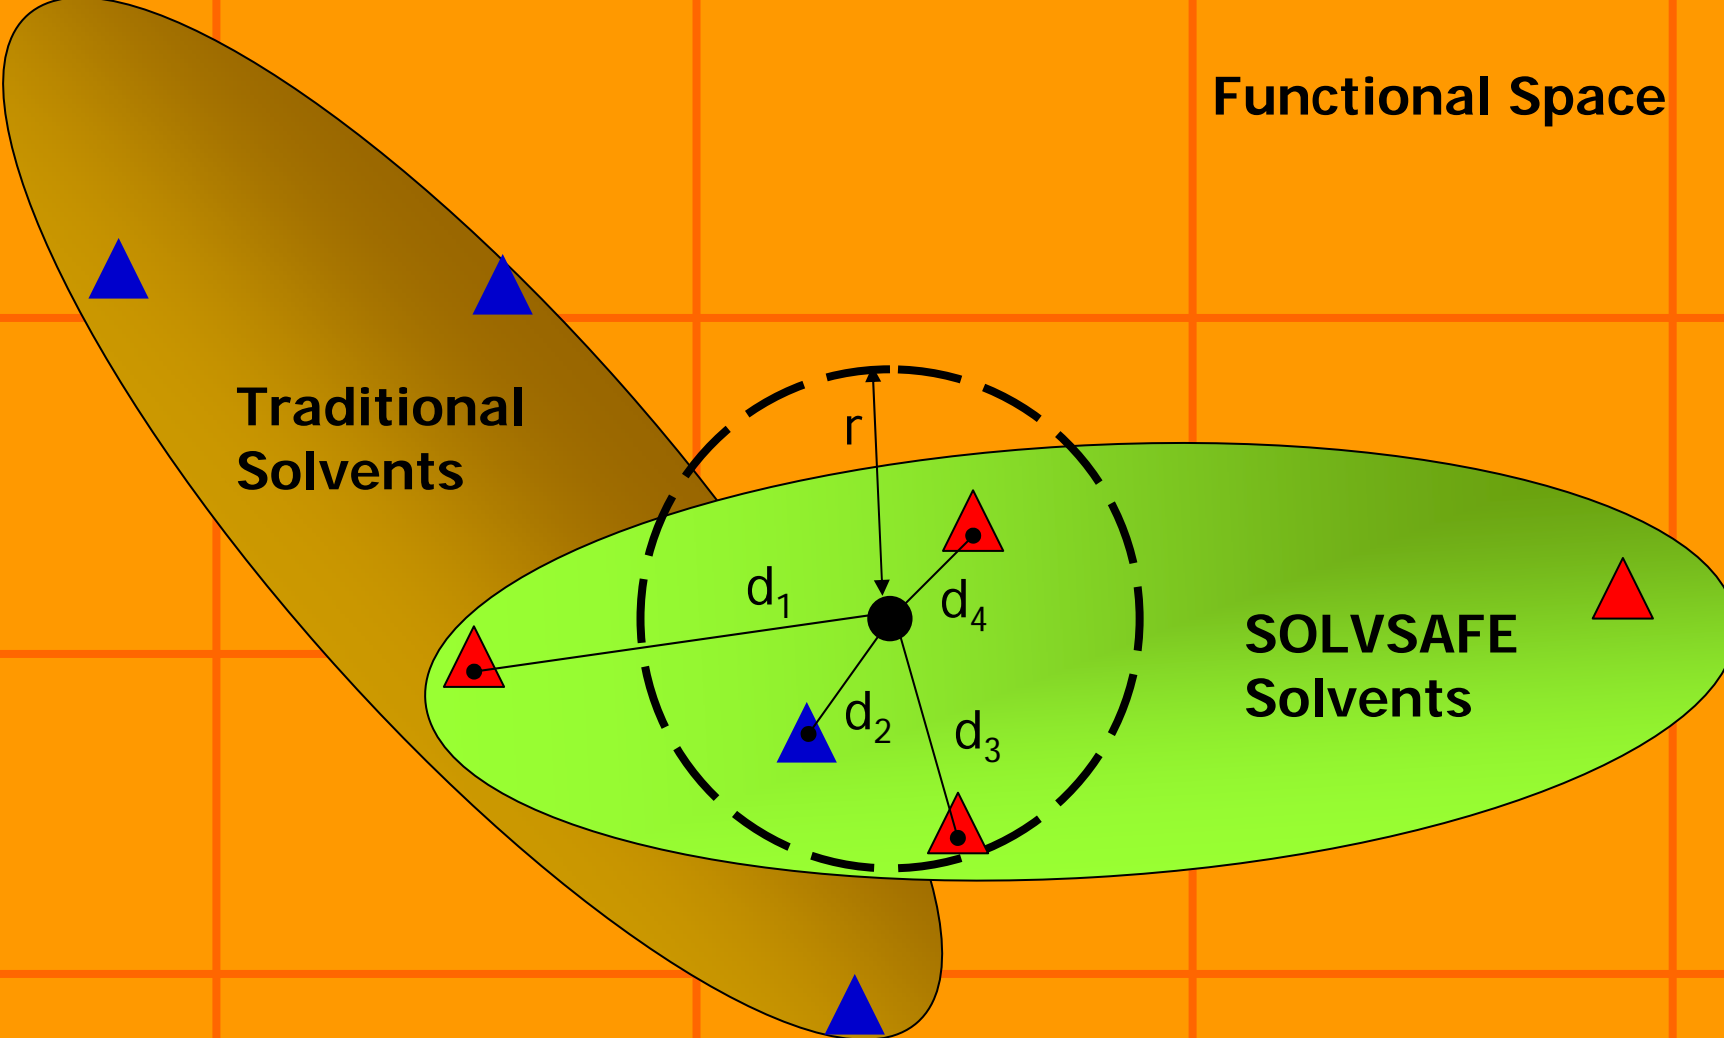 Functional Space
Traditional
Solvents
r
d₁
d₄
SOLVSAFE
Solvents
d₂
d₃